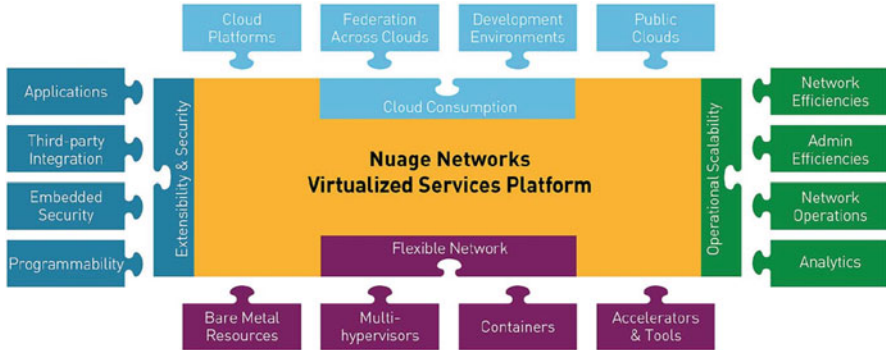 Cloud
Platforms
Federation
Across Clouds
Development
Environments
Public
Clouds
Applications
Third-party
Integration
Embedded
Security
Programmability
Extensibility & Security
Cloud Consumption
Nuage Networks
Virtualized Services Platform
Flexible Network
Operational Scalability
Network
Efficiencies
Admin
Efficiencies
Network
Operations
Analytics
Bare Metal
Resources
Multi-
hypervisors
Containers
Accelerators
& Tools